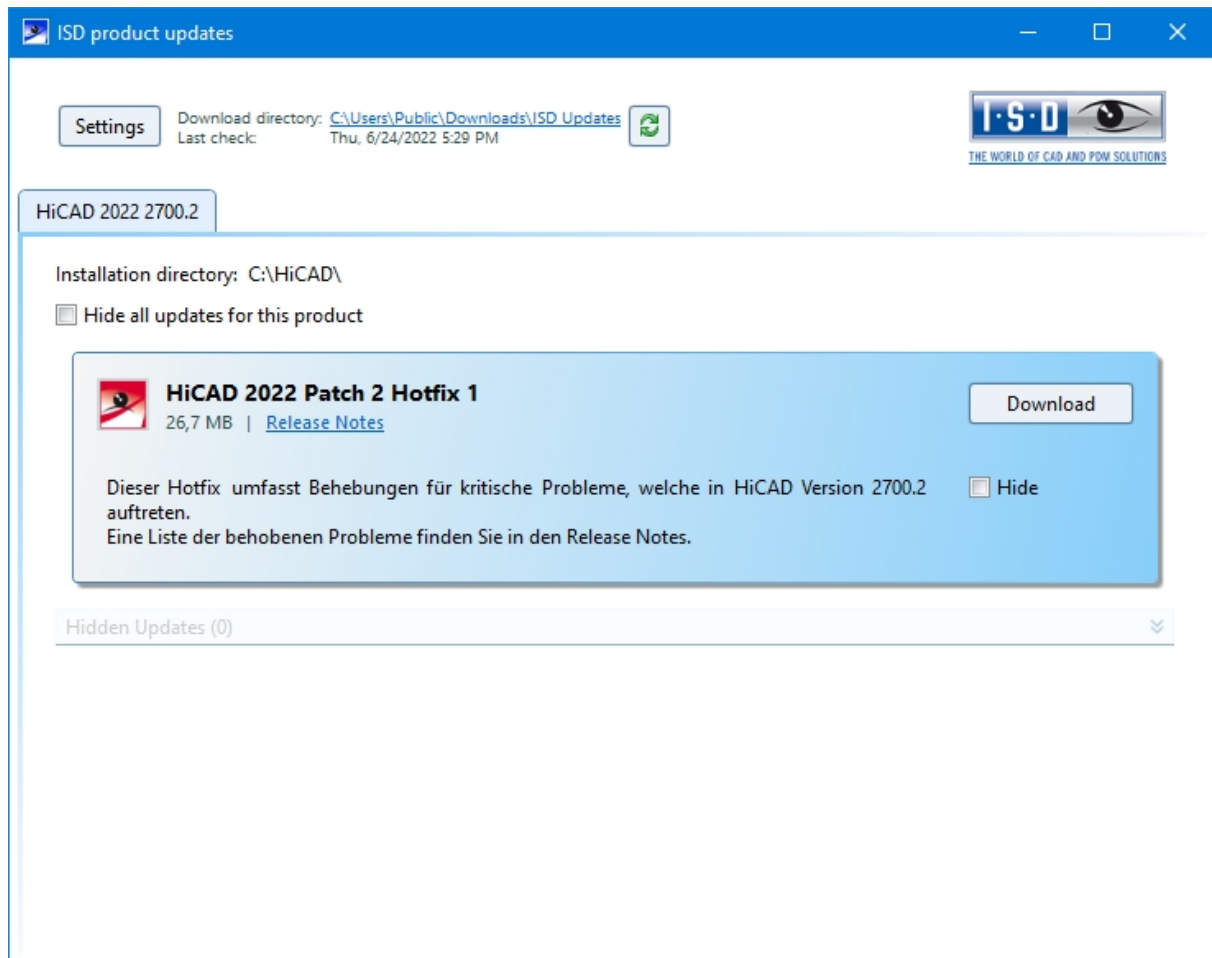 ISD product updates
Settings
Download directory: C:\Users\Public\Downloads\ISD Updates
Last check: Thu, 6/24/2022 5:29 PM
I·S·D
THE WORLD OF CAD AND PDM SOLUTIONS
HiCAD 2022 2700.2
Installation directory: C:\HiCAD\
Hide all updates for this product
HiCAD 2022 Patch 2 Hotfix 1
Download
26,7 MB | Release Notes
Dieser Hotfix umfasst Behebungen für kritische Probleme, welche in HiCAD Version 2700.2
Hide
auftreten.
Eine Liste der behobenen Probleme finden Sie in den Release Notes.
Hidden Updates (0)